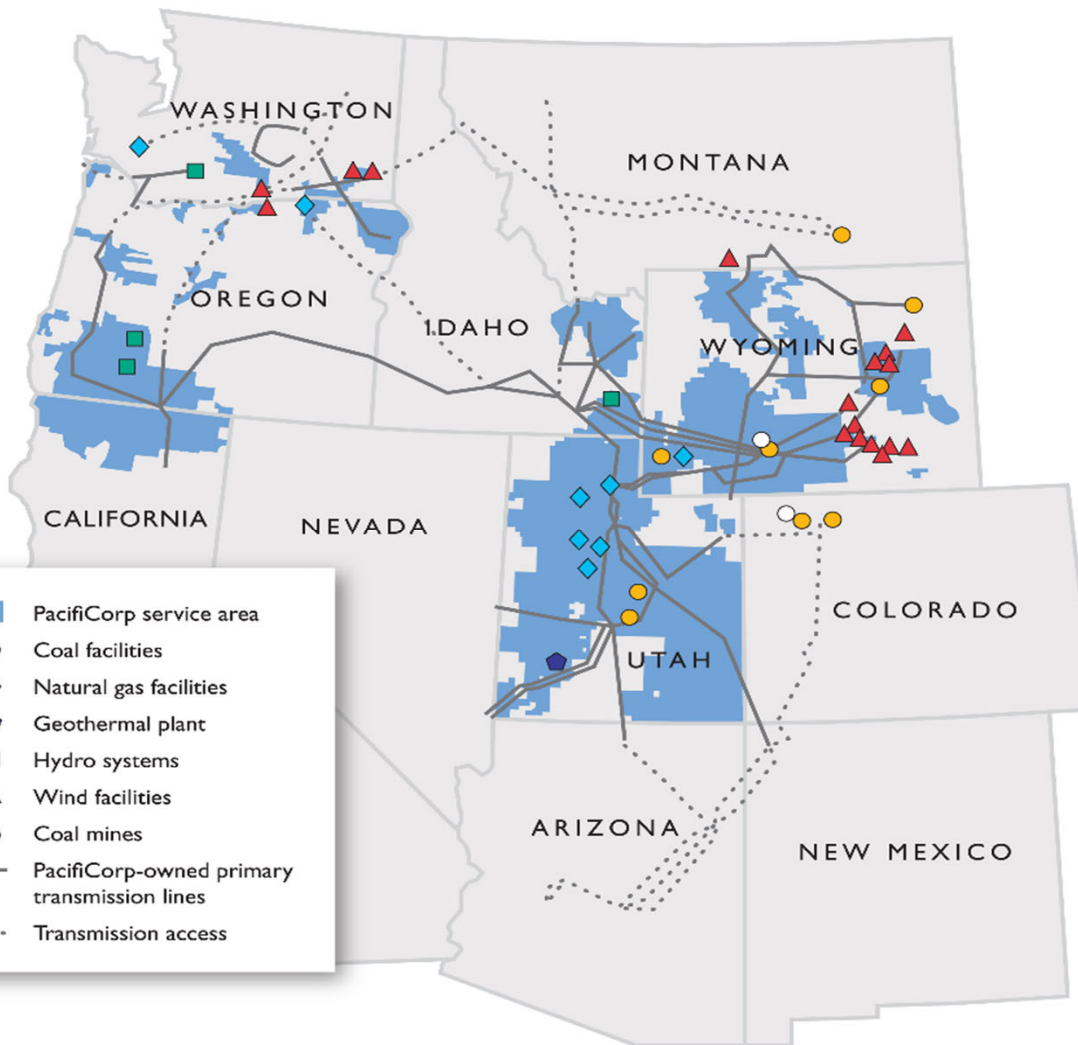 WASHINGTON
MONTANA
OREGON
IDAHO
WYOMING
CALIFORNIA
NEVADA
COLORADO
UTAH
ARIZONA
NEW MEXICO
PacifiCorp service area
Coal facilities
Natural gas facilities
Geothermal plant
Hydro systems
Wind facilities
Coal mines
PacifiCorp-owned primary
transmission lines
Transmission access